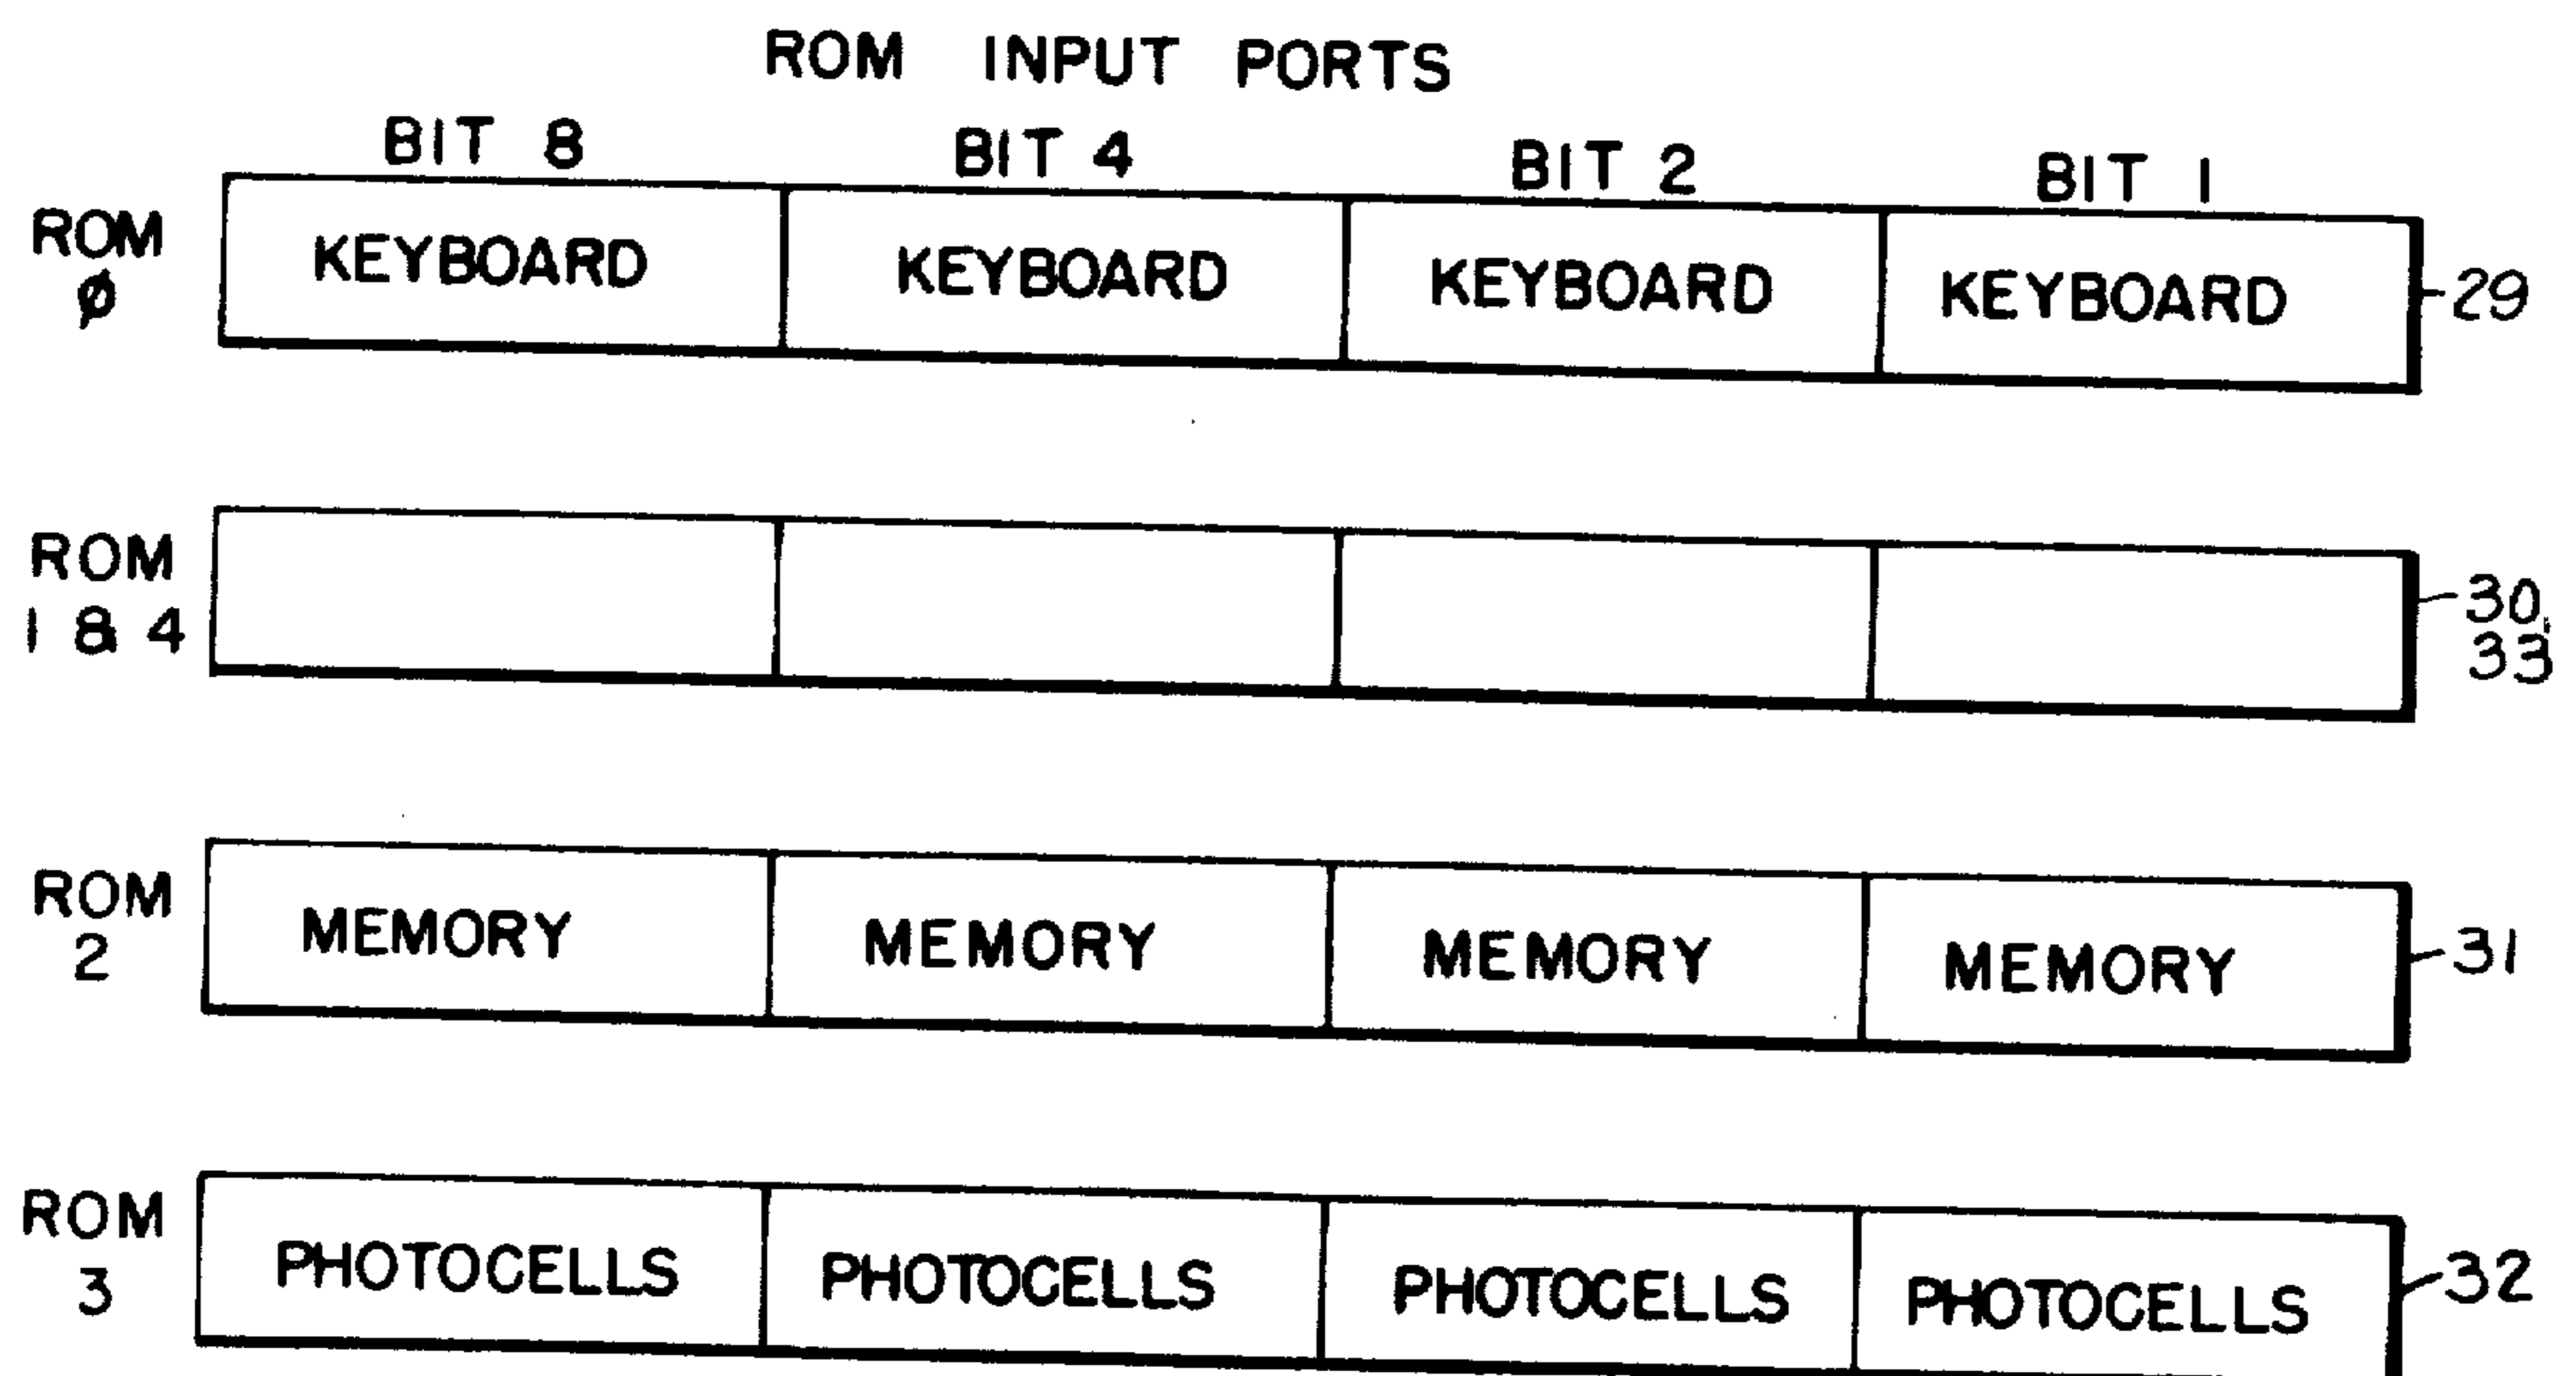 ROM INPUT PORTS
BIT 8 BIT 4 BIT 2 BIT 1
ROM
Ø
KEYBOARD KEYBOARD KEYBOARD KEYBOARD
29
ROM
1 & 4
30,
33
ROM
2
MEMORY MEMORY MEMORY MEMORY
31
ROM
3
PHOTOCELLS PHOTOCELLS PHOTOCELLS PHOTOCELLS
32